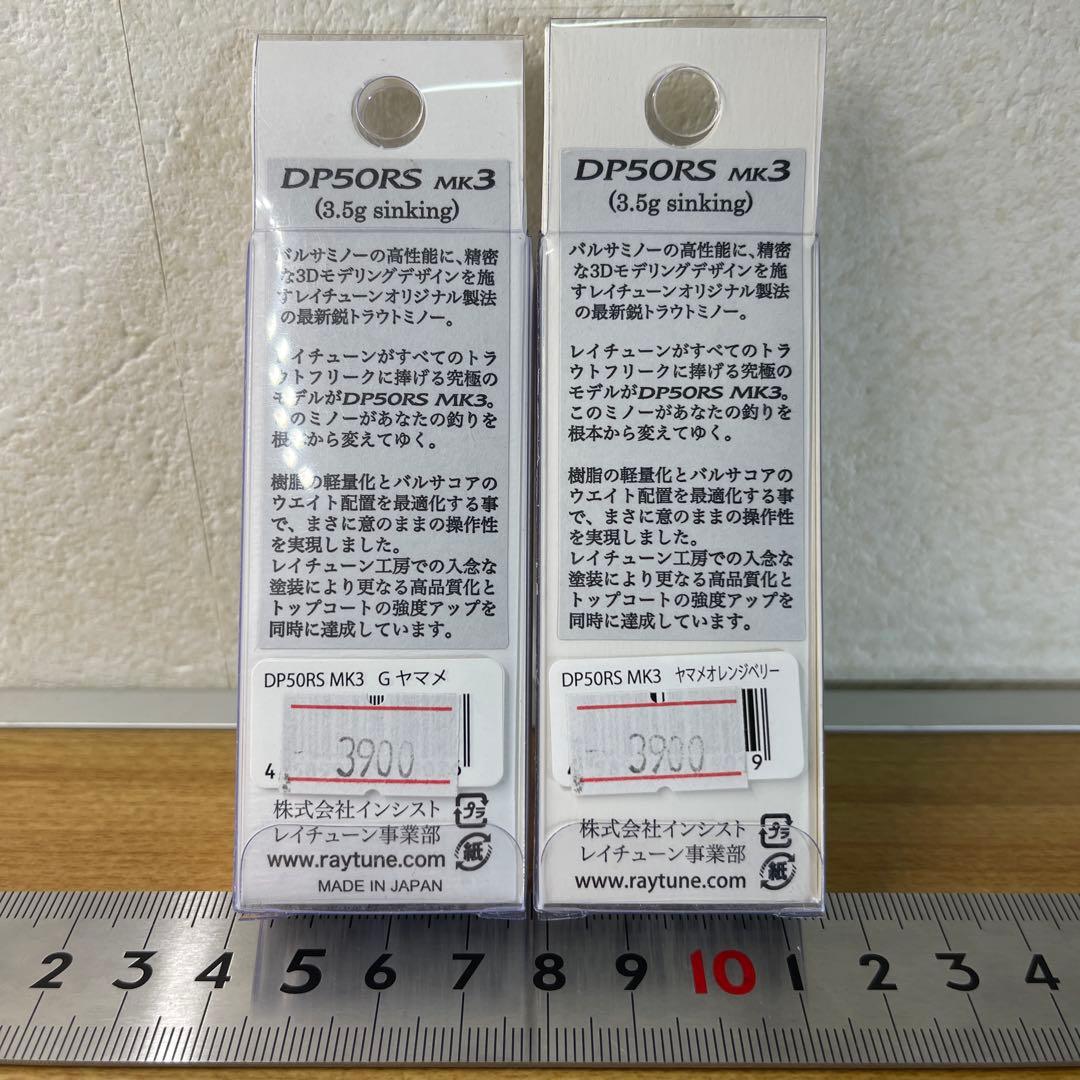 DP50RS MK3
(3.5g sinking)
バルサミノーの高性能に、精密
な3Dモデリングデザインを施
すレイチューンオリジナル製法
の最新鋭トラウトミノー。
レイチューンがすべてのトラ
ウトフリークに捧げる究極の
モデルがDP50RS MK3。
このミノーがあなたの釣りを
根本から変えてゆく。
樹脂の軽量化とバルサコアの
ウエイト配置を最適化する事
で、まさに意のままの操作性
を実現しました。
レイチューン工房での入念な
塗装により更なる高品質化と
トップコートの強度アップを
同時に達成しています。
DP50RS MK3 G ヤマメ
3900
4
株式会社インシスト
レイチューン事業部
www.raytune.com
MADE IN JAPAN
プラ
紙
DP50RS MK3
(3.5g sinking)
バルサミノーの高性能に、精密
な3Dモデリングデザインを施
すレイチューンオリジナル製法
の最新鋭トラウトミノー。
レイチューンがすべてのトラ
ウトフリークに捧げる究極の
モデルがDP50RS MK3。
このミノーがあなたの釣りを
根本から変えてゆく。
樹脂の軽量化とバルサコアの
ウエイト配置を最適化する事
で、まさに意のままの操作性
を実現しました。
レイチューン工房での入念な
塗装により更なる高品質化と
トップコートの強度アップを
同時に達成しています。
DP50RS MK3 ヤマメオレンジベリー
3900
9
株式会社インシスト
レイチューン事業部
www.raytune.com
プラ
紙
2 3 4 5 6 7 8 9 10 1 2 3 4